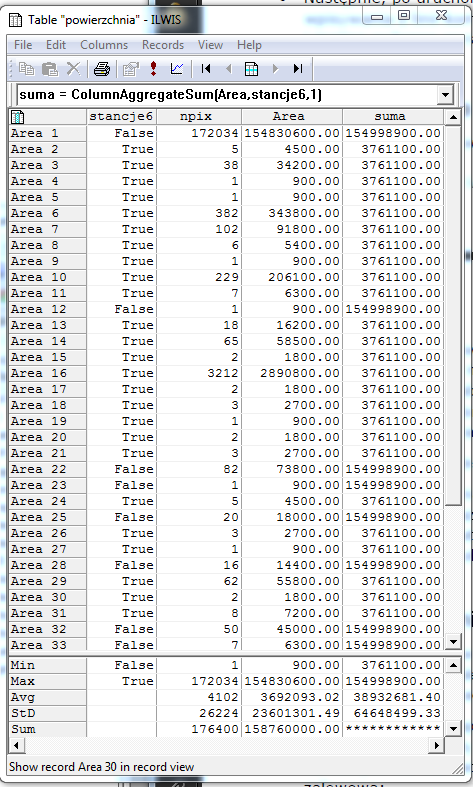 Następnie, po uruchom
Table "powierzchnia" - ILWIS
File Edit Columns Records View Help
suma = ColumnAggregateSum(Area,stancje6,1)
stancje6 npix Area suma
Area 1 False 172034 154830600.00 154998900.00
Area 2 True 5 4500.00 3761100.00
Area 3 True 38 34200.00 3761100.00
Area 4 True 1 900.00 3761100.00
Area 5 True 1 900.00 3761100.00
Area 6 True 382 343800.00 3761100.00
Area 7 True 102 91800.00 3761100.00
Area 8 True 6 5400.00 3761100.00
Area 9 True 1 900.00 3761100.00
Area 10 True 229 206100.00 3761100.00
Area 11 True 7 6300.00 3761100.00
Area 12 False 1 900.00 154998900.00
Area 13 True 18 16200.00 3761100.00
Area 14 True 65 58500.00 3761100.00
Area 15 True 2 1800.00 3761100.00
Area 16 True 3212 2890800.00 3761100.00
Area 17 True 2 1800.00 3761100.00
Area 18 True 3 2700.00 3761100.00
Area 19 True 1 900.00 3761100.00
Area 20 True 2 1800.00 3761100.00
Area 21 True 3 2700.00 3761100.00
Area 22 False 82 73800.00 154998900.00
Area 23 False 1 900.00 154998900.00
Area 24 True 5 4500.00 3761100.00
Area 25 False 20 18000.00 154998900.00
Area 26 True 3 2700.00 3761100.00
Area 27 True 1 900.00 3761100.00
Area 28 False 16 14400.00 154998900.00
Area 29 True 62 55800.00 3761100.00
Area 30 True 2 1800.00 3761100.00
Area 31 True 8 7200.00 3761100.00
Area 32 False 50 45000.00 154998900.00
Area 33 False 7 6300.00 154998900.00
Min False 1 900.00 3761100.00
Max True 172034 154830600.00 154998900.00
Avg 4102 3692093.02 38932681.40
StD 26224 23601301.49 64648499.33
Sum 176400 158760000.00 ************
Show record Area 30 in record view